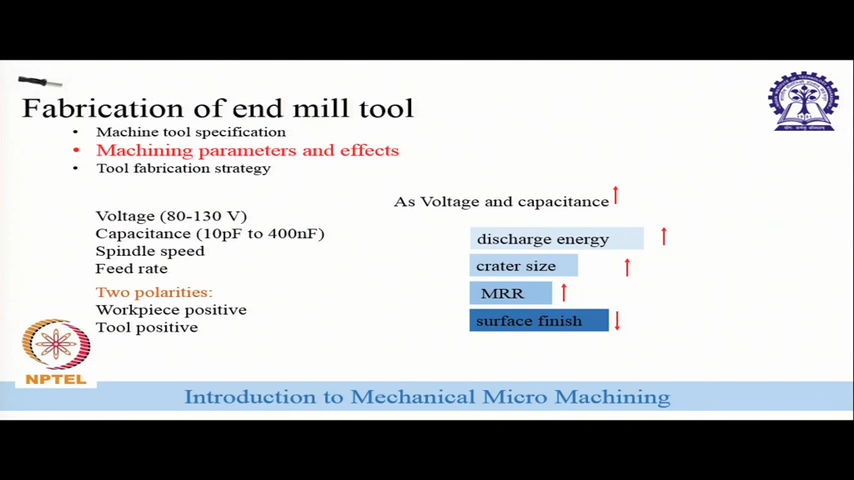 Fabrication of end mill tool
• Machine tool specification
• Machining parameters and effects
• Tool fabrication strategy
Voltage (80-130 V)
Capacitance (10pF to 400nF)
Spindle speed
Feed rate
Two polarities:
Workpiece positive
Tool positive
As Voltage and capacitance
discharge energy
crater size
MRR
surface finish
NPTEL
Introduction to Mechanical Micro Machining